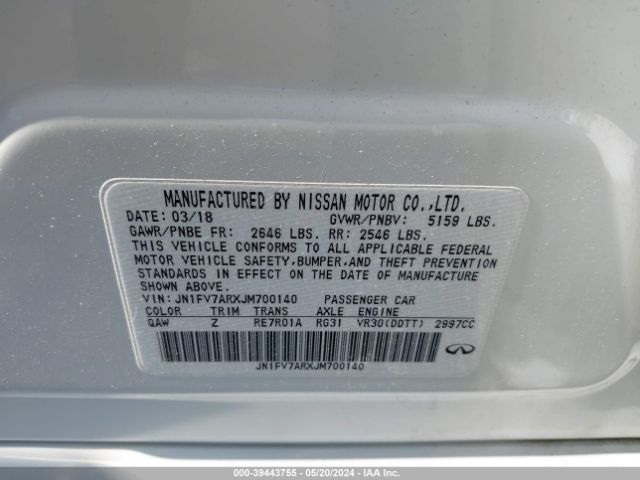 MANUFACTURED BY NISSAN MOTOR CO.,LTD.
DATE: 03/18 GVWR/PNBV: 5159 LBS.
GAWR/PNBE FR: 2646 LBS. RR: 2546 LBS.
THIS VEHICLE CONFORMS TO ALL APPLICABLE FEDERAL
MOTOR VEHICLE SAFETY,BUMPER,AND THEFT PREVENTION
STANDARDS IN EFFECT ON THE DATE OF MANUFACTURE
SHOWN ABOVE.
VIN: JN1FV7ARXJM700140 PASSENGER CAR
COLOR TRIM TRANS AXLE ENGINE
QAW Z RE7R01A RG31 VR30(DDTT) 2997CC
JN1FV7ARXJM700140
INFINITI
000-39443755 - 05/20/2024 - IAA Inc.